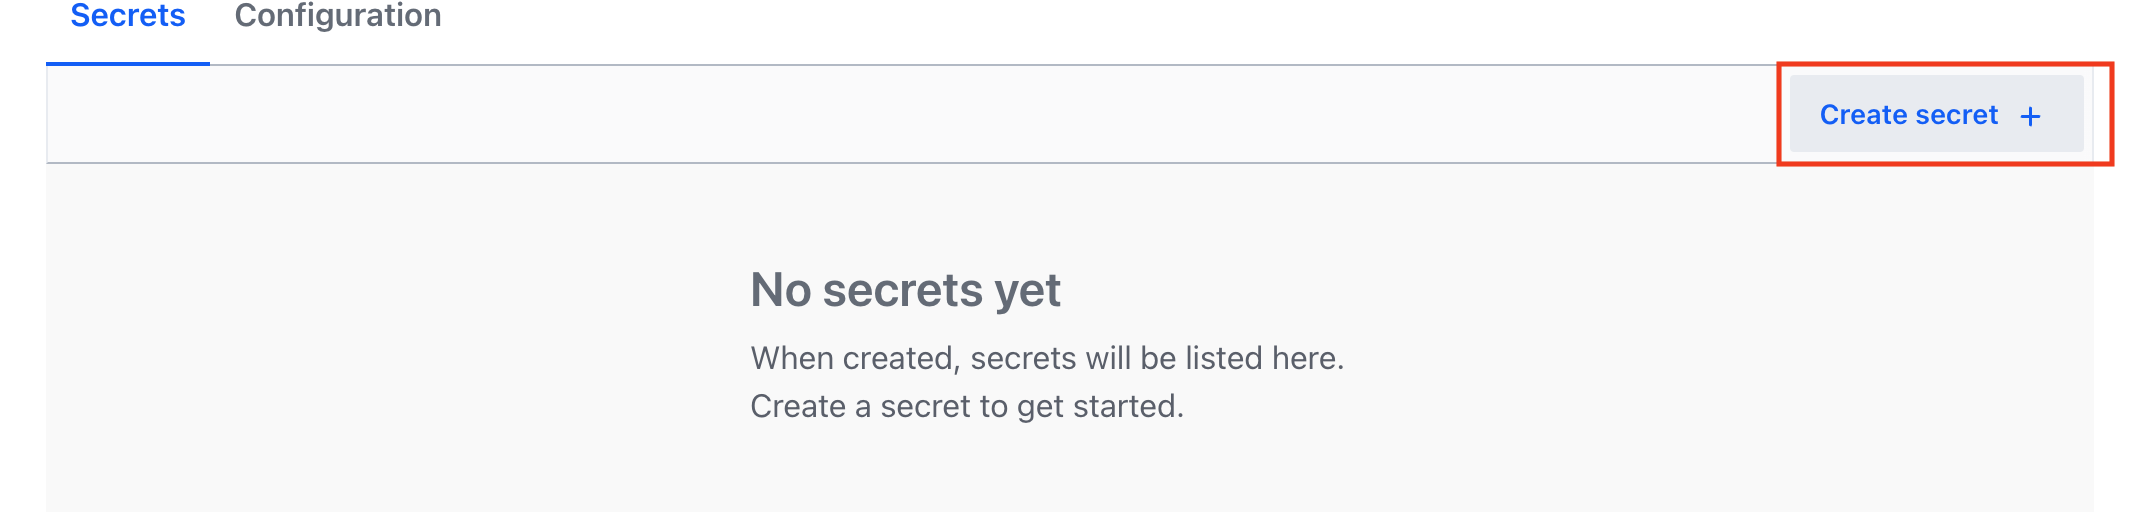 Secrets Configuration
Create secret +
No secrets yet
When created, secrets will be listed here.
Create a secret to get started.